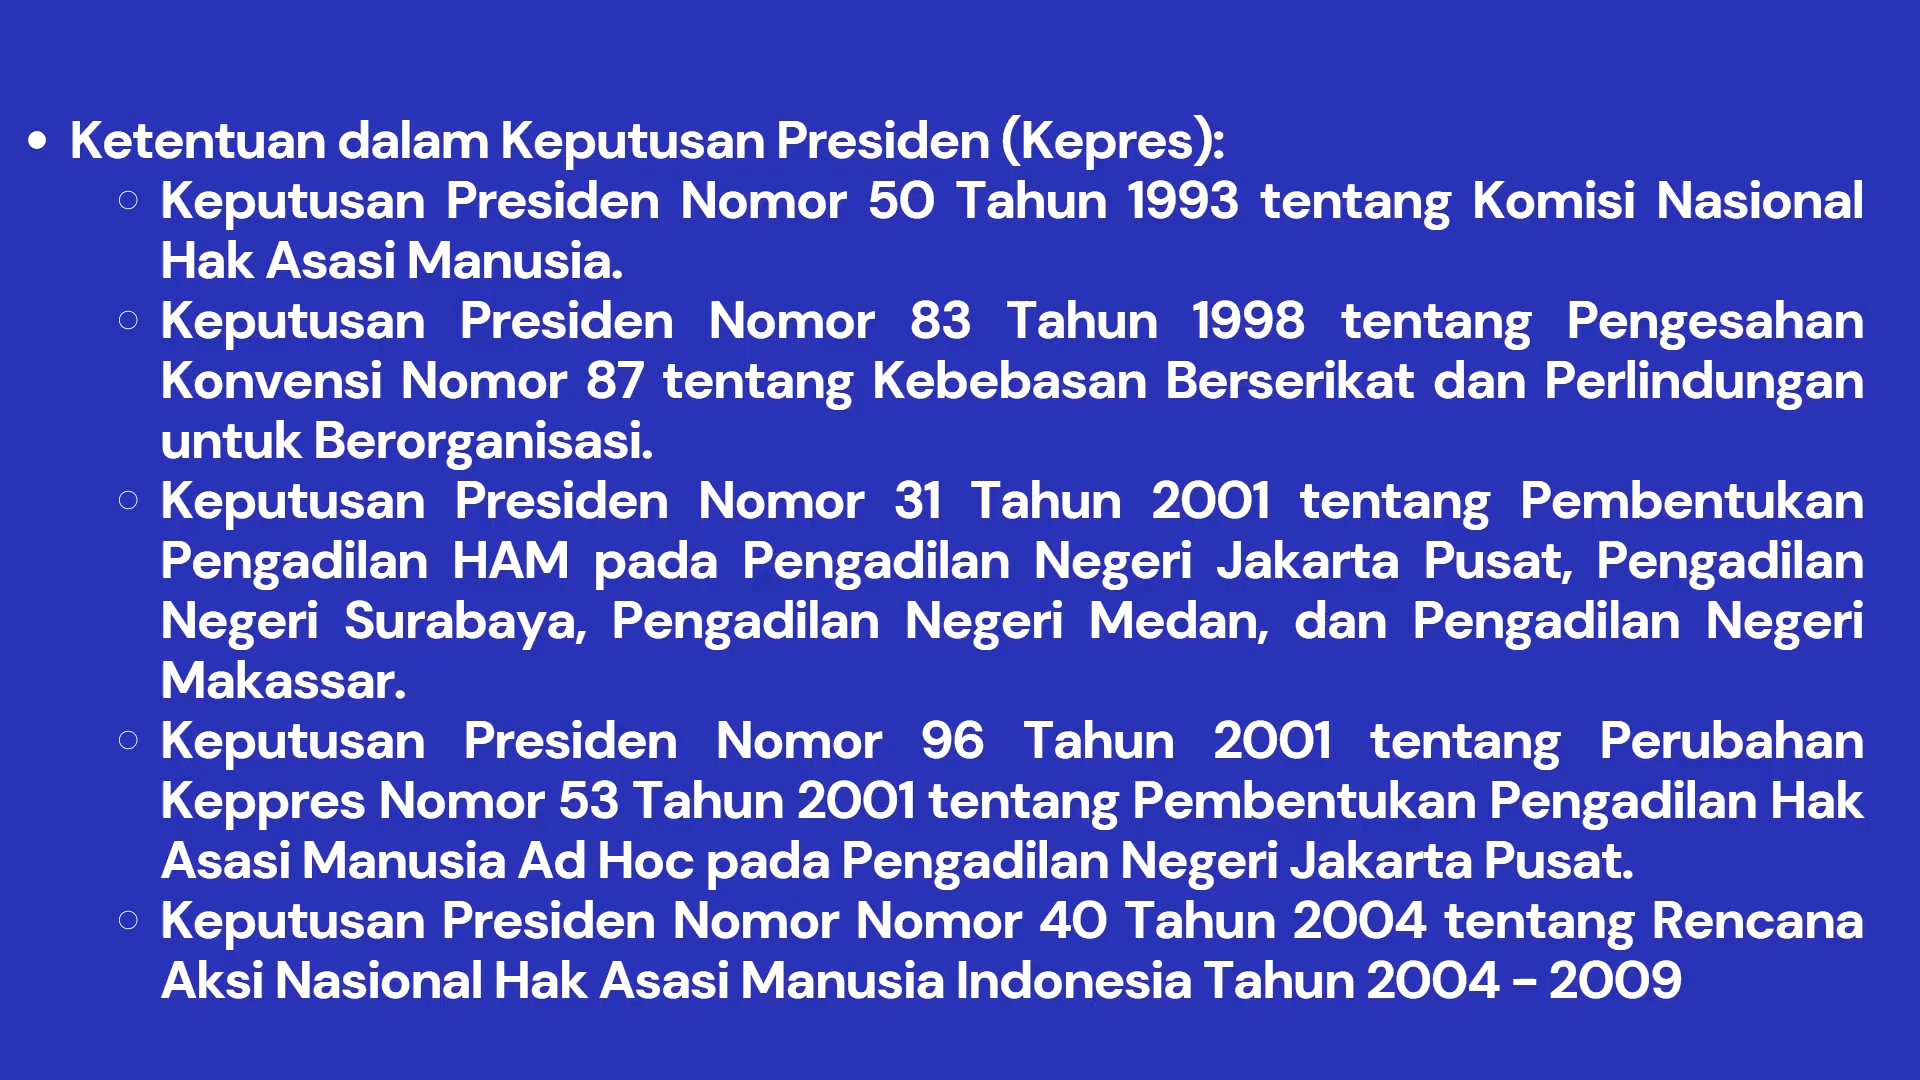 • Ketentuan dalam Keputusan Presiden (Kepres):
○ Keputusan Presiden Nomor 50 Tahun 1993 tentang Komisi Nasional
Hak Asasi Manusia.
○ Keputusan Presiden Nomor 83 Tahun 1998 tentang Pengesahan
Konvensi Nomor 87 tentang Kebebasan Berserikat dan Perlindungan
untuk Berorganisasi.
○ Keputusan Presiden Nomor 31 Tahun 2001 tentang Pembentukan
Pengadilan HAM pada Pengadilan Negeri Jakarta Pusat, Pengadilan
Negeri Surabaya, Pengadilan Negeri Medan, dan Pengadilan Negeri
Makassar.
○ Keputusan Presiden Nomor 96 Tahun 2001 tentang Perubahan
Keppres Nomor 53 Tahun 2001 tentang Pembentukan Pengadilan Hak
Asasi Manusia Ad Hoc pada Pengadilan Negeri Jakarta Pusat.
○ Keputusan Presiden Nomor Nomor 40 Tahun 2004 tentang Rencana
Aksi Nasional Hak Asasi Manusia Indonesia Tahun 2004 – 2009